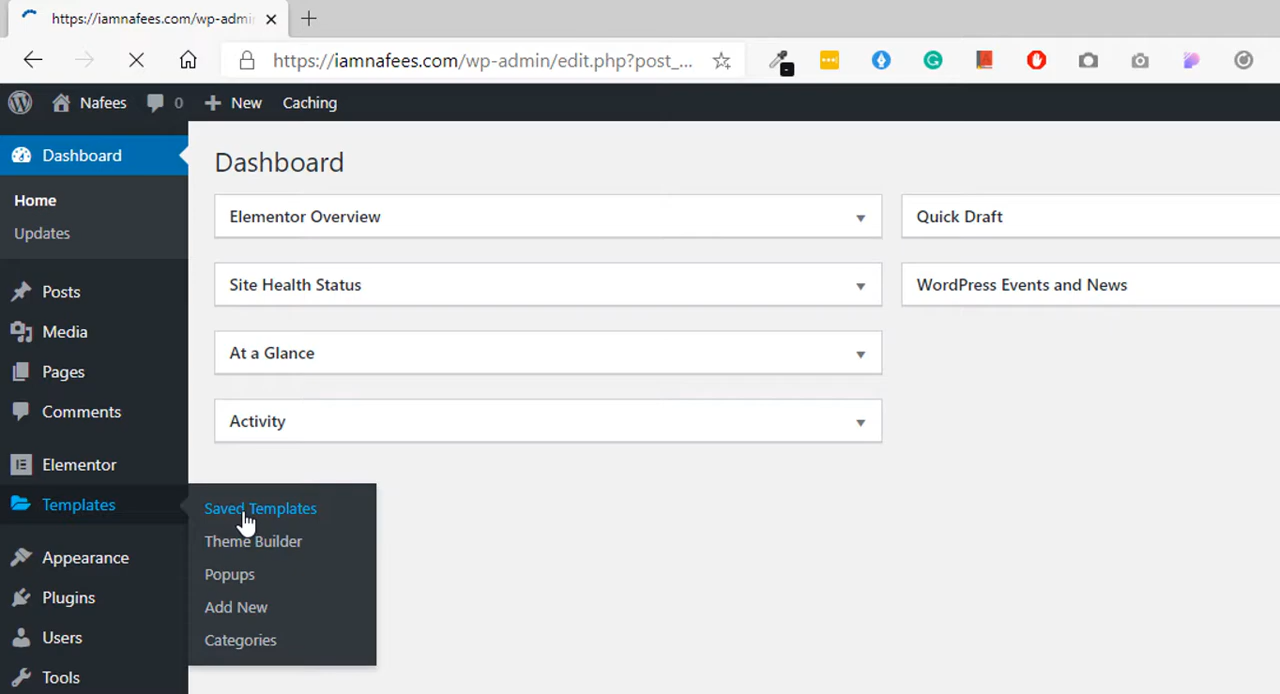 https://iamnafees.com/wp-admi
https://iamnafees.com/wp-admin/edit.php?post_...
Nafees 0 New Caching
Dashboard
Home
Updates
Posts
Media
Pages
Comments
Elementor
Templates
Appearance
Plugins
Users
Tools
Dashboard
Elementor Overview
Quick Draft
Site Health Status
WordPress Events and News
At a Glance
Activity
Saved Templates
Theme Builder
Popups
Add New
Categories